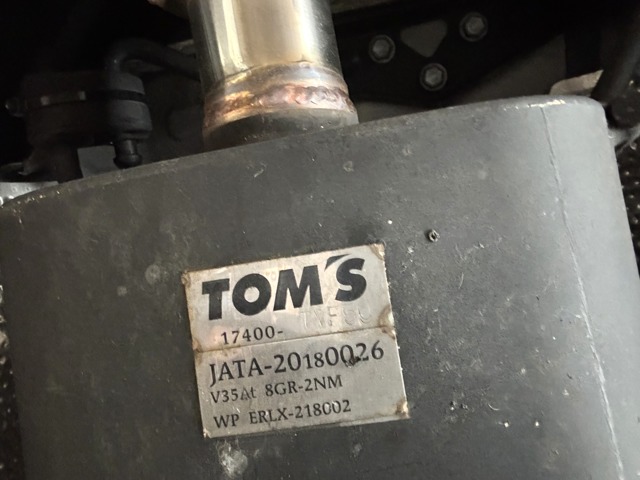 TOM'S
17400-
JATA-20180026
V35At 8GR-2NM
WP ERLX-218002